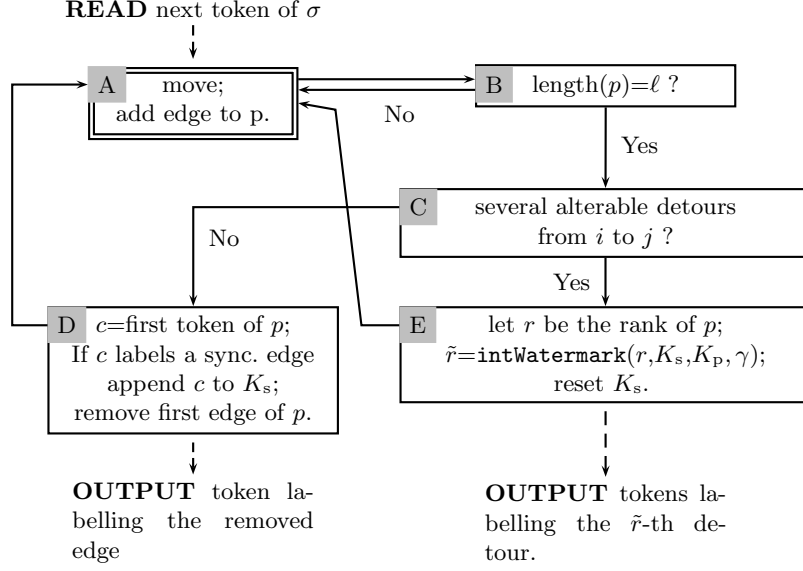 READ next token of σ
A
move;
add edge to p.
B
length(p)=ℓ ?
No
Yes
C
several alterable detours
from i to j ?
No
Yes
D
c=first token of p;
If c labels a sync. edge
append c to Kₛ;
remove first edge of p.
E
let r be the rank of p;
r̃=intWatermark(r,Kₛ,Kₚ, γ);
reset Kₛ.
OUTPUT token la-
belling the removed
edge
OUTPUT tokens la-
belling the r̃-th de-
tour.